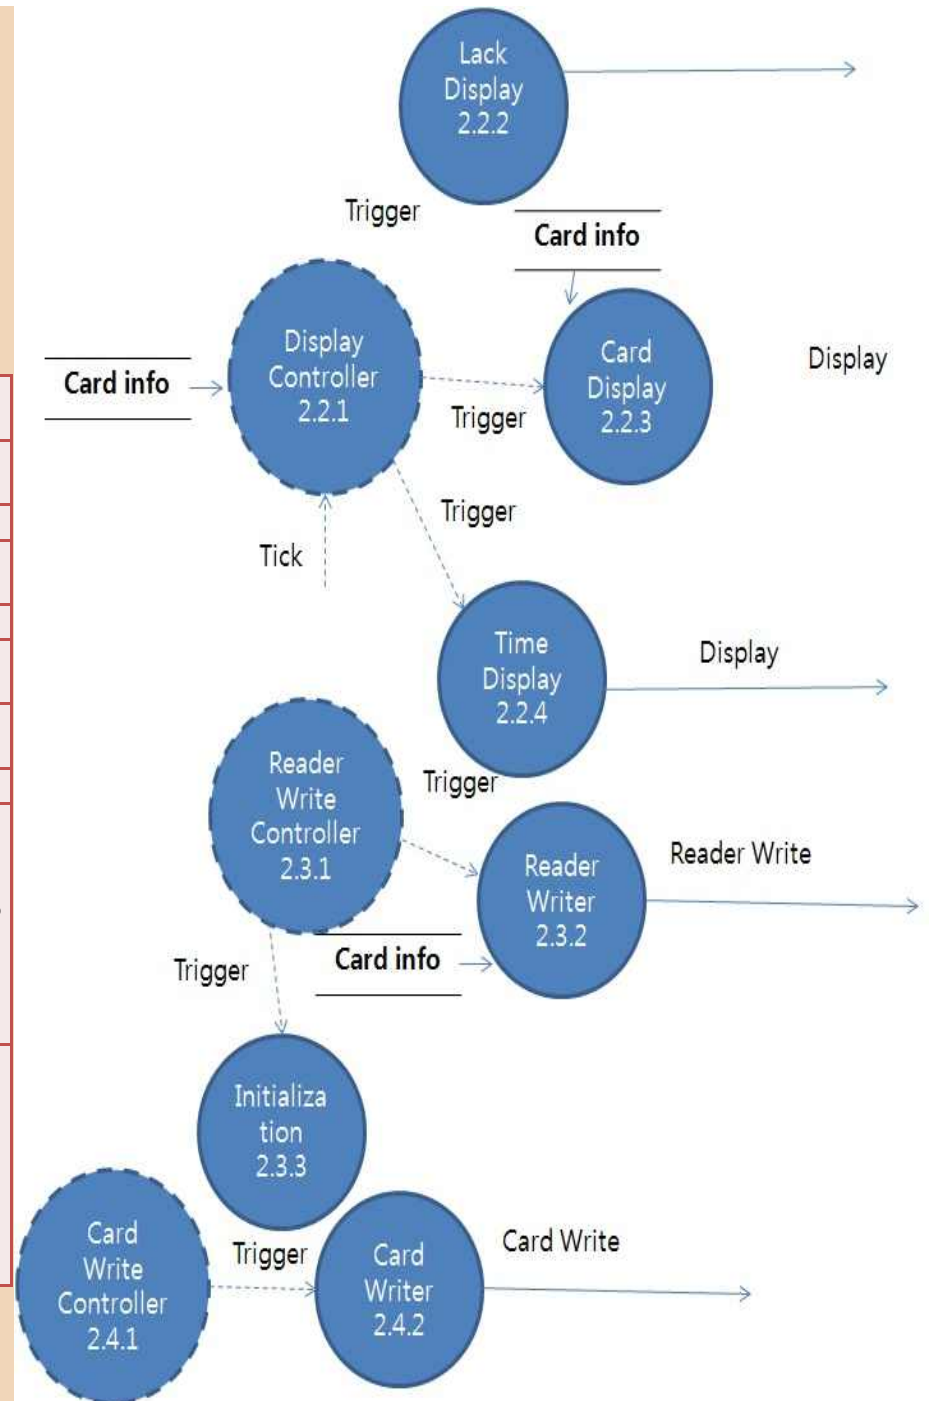 Lack
Display
2.2.2
Trigger
Card info
Display
Controller
2.2.1
Card
Display
2.2.3
Display
Card info
Trigger
Trigger
Tick
Time
Display
2.2.4
Display
Reader
Write
Controller
2.3.1
Trigger
Reader
Writer
2.3.2
Reader Write
Card info
Trigger
Initializa
tion
2.3.3
Card
Write
Controller
2.4.1
Trigger
Card
Writer
2.4.2
Card Write